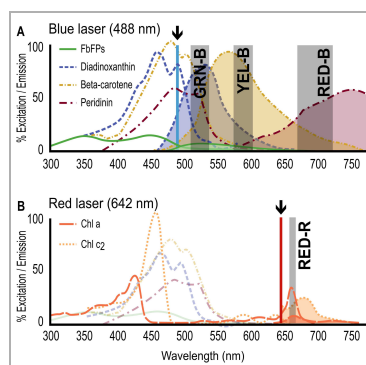 A
Blue laser (488 nm)
FbFPs
Diadinoxanthin
Beta-carotene
Peridinin
GRN-B
YEL-B
RED-B
% Excitation / Emission
100
50
0
300 350 400 450 500 550 600 650 700 750
B
Red laser (642 nm)
Chl a
Chl c2
RED-R
% Excitation / Emission
100
50
0
300 350 400 450 500 550 600 650 700 750
Wavelength (nm)